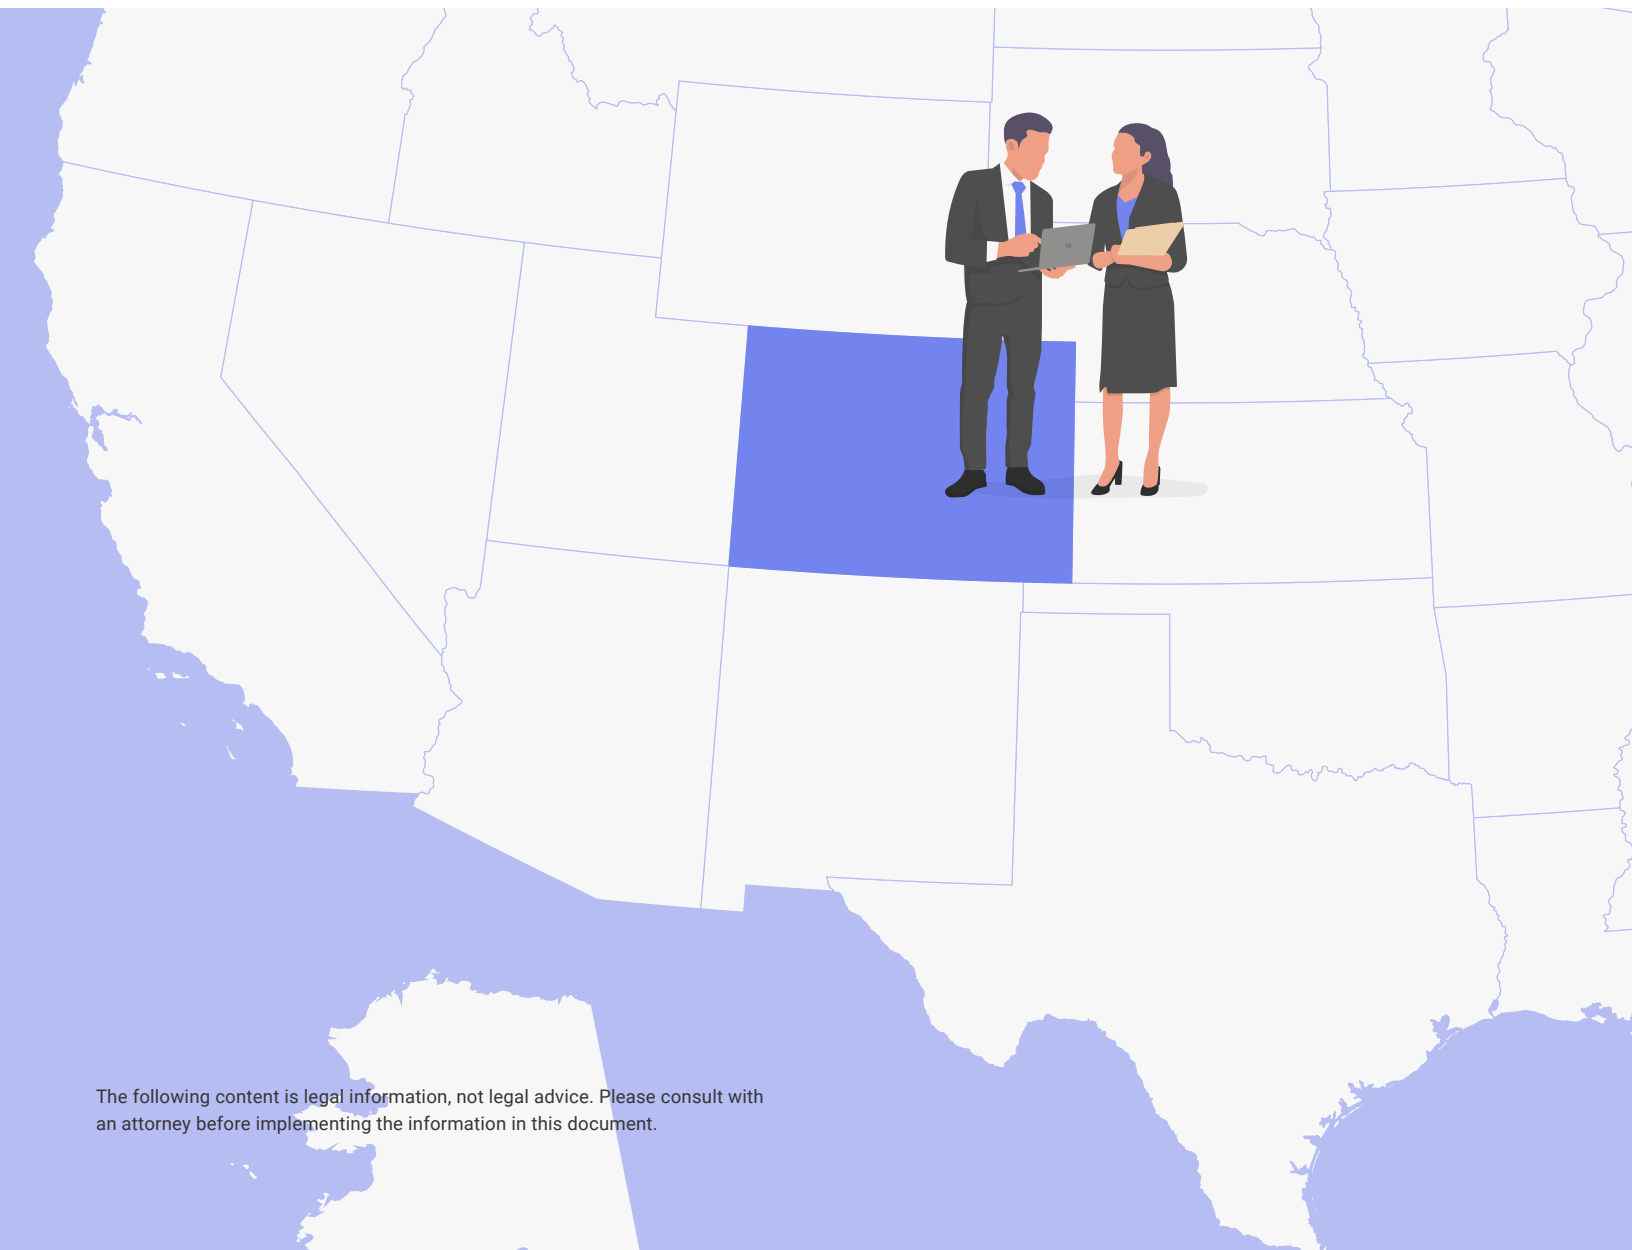 The following content is legal information, not legal advice. Please consult with
an attorney before implementing the information in this document.